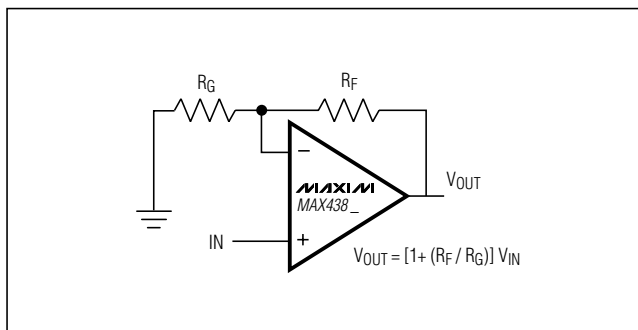 RG
RF
−
MAXIM
MAX438_
VOUT
IN
+
VOUT = [1+ (RF / RG)] VIN